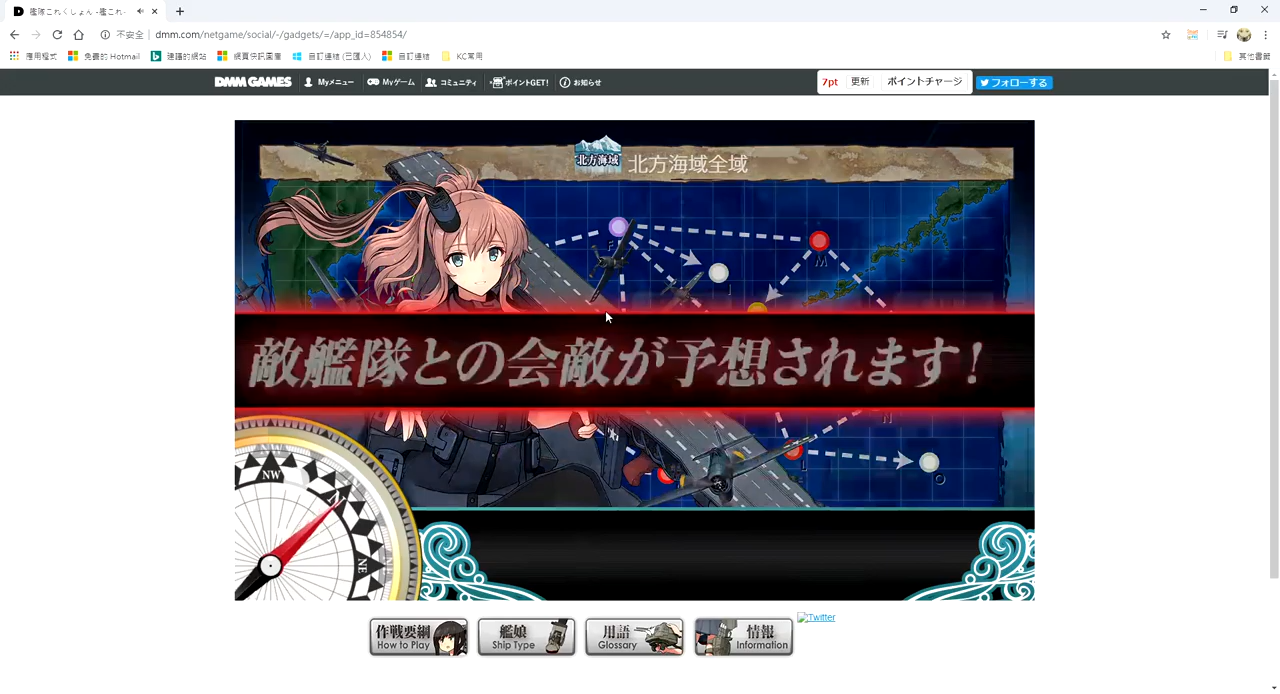 艦隊これくしょん -艦これ-
不安全 | dmm.com/netgame/social/-/gadgets/=/app_id=854854/
應用程式 免費的 Hotmail 建議的網站 網頁快訊圖庫 自訂連結 (已匯入) 自訂連結 KC常用 其他書籤
DMM GAMES Myメニュー Myゲーム コミュニティ ポイントGET! お知らせ 7pt 更新 ポイントチャージ フォローする
北方海域 北方海域全域
F
M
J
敵艦隊との会敵が予想されます!
N
L
O
NW
N
NE
作戦要綱 How to Play
艦娘 Ship Type
用語 Glossary
情報 Information
Twitter